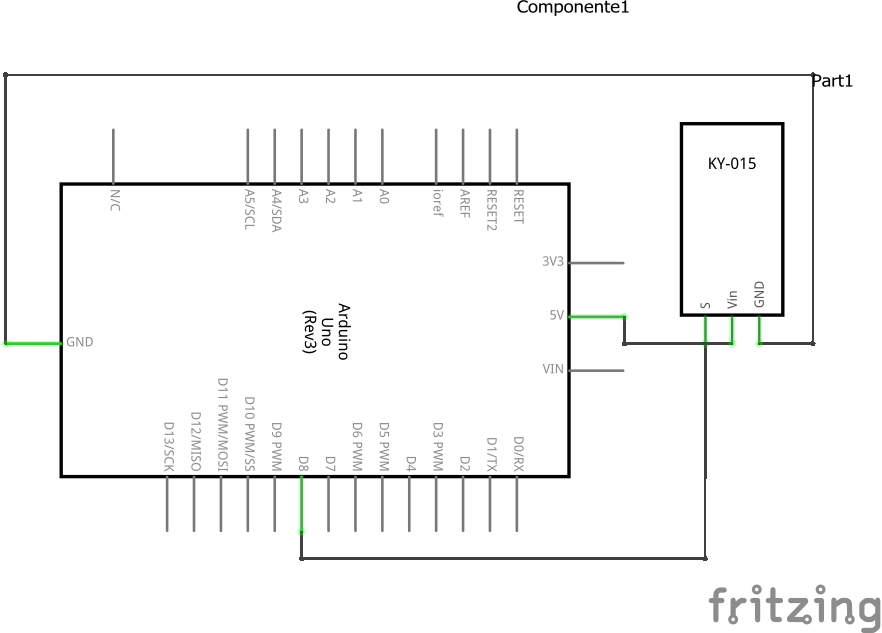 Componente1
Part1
KY-015
S
Vin
GND
N/C
A5/SCL
A4/SDA
A3
A2
A1
A0
ioref
AREF
RESET2
RESET
3V3
5V
VIN
GND
Arduino
Uno
(Rev3)
D13/SCK
D12/MISO
D11 PWM/MOSI
D10 PWM/SS
D9 PWM
D8
D7
D6 PWM
D5 PWM
D4
D3 PWM
D2
D1/TX
D0/RX
fritzing